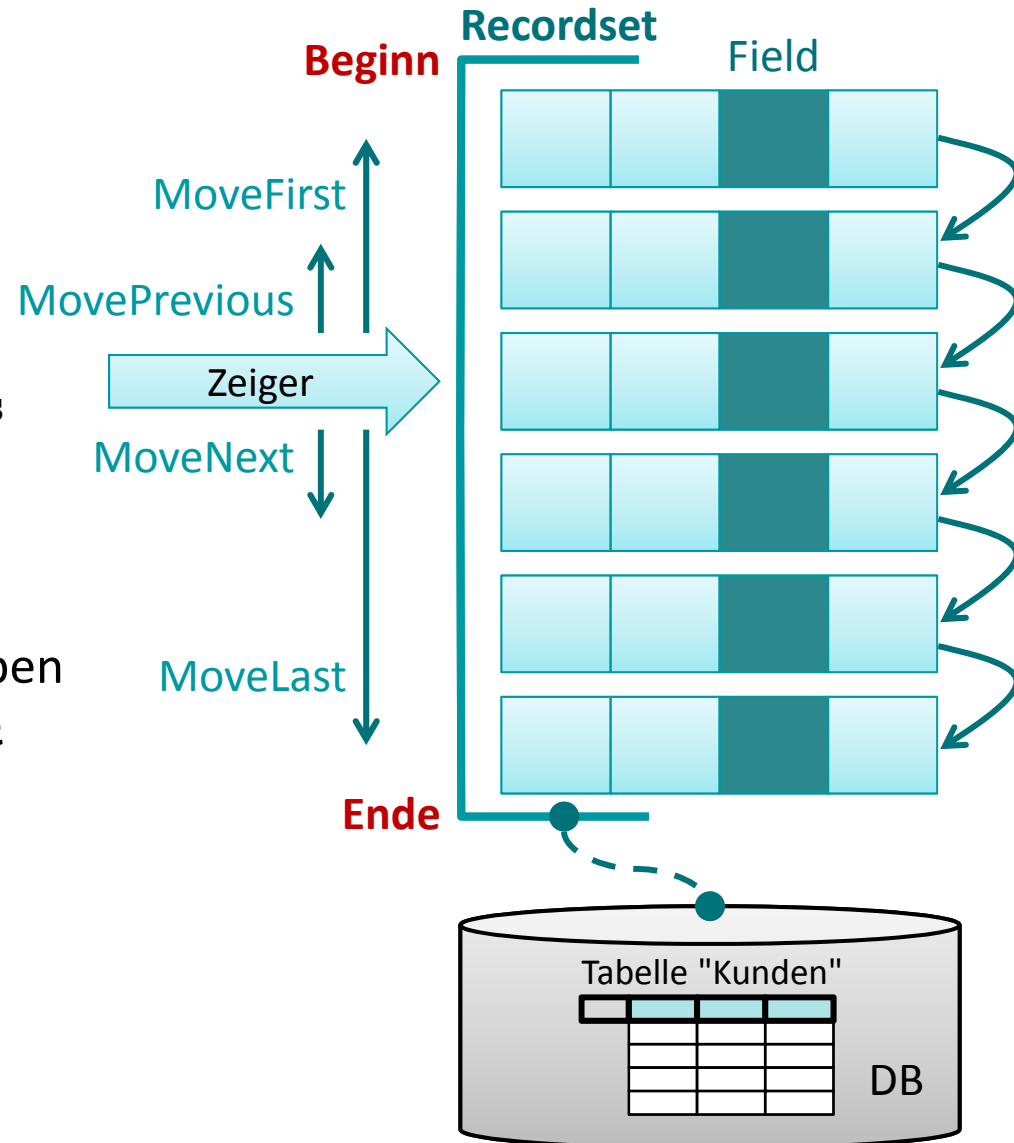 Recordset
Beginn
Field
MoveFirst
MovePrevious
Zeiger
MoveNext
MoveLast
Ende
Tabelle "Kunden"
DB